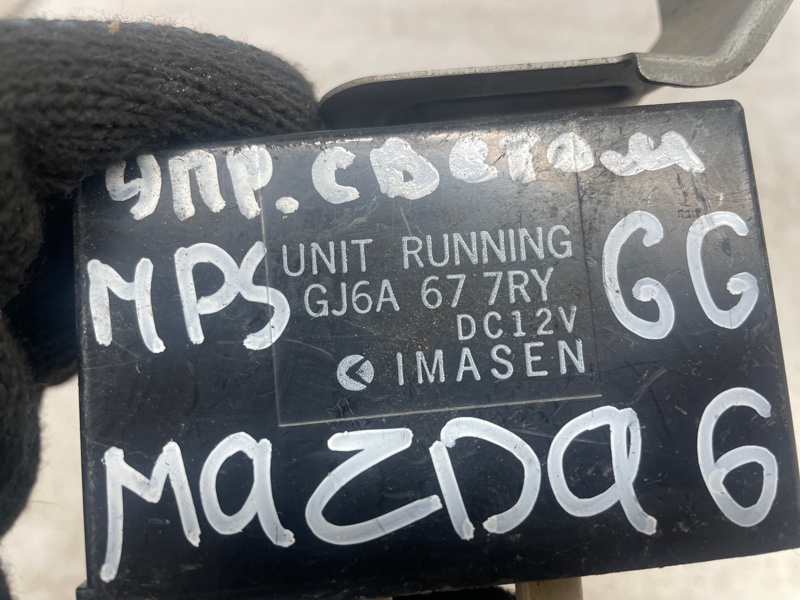 упр. светом
MPS
UNIT RUNNING
GJ6A 67 7RY
DC12V
IMASEN
GG
MAZDA 6